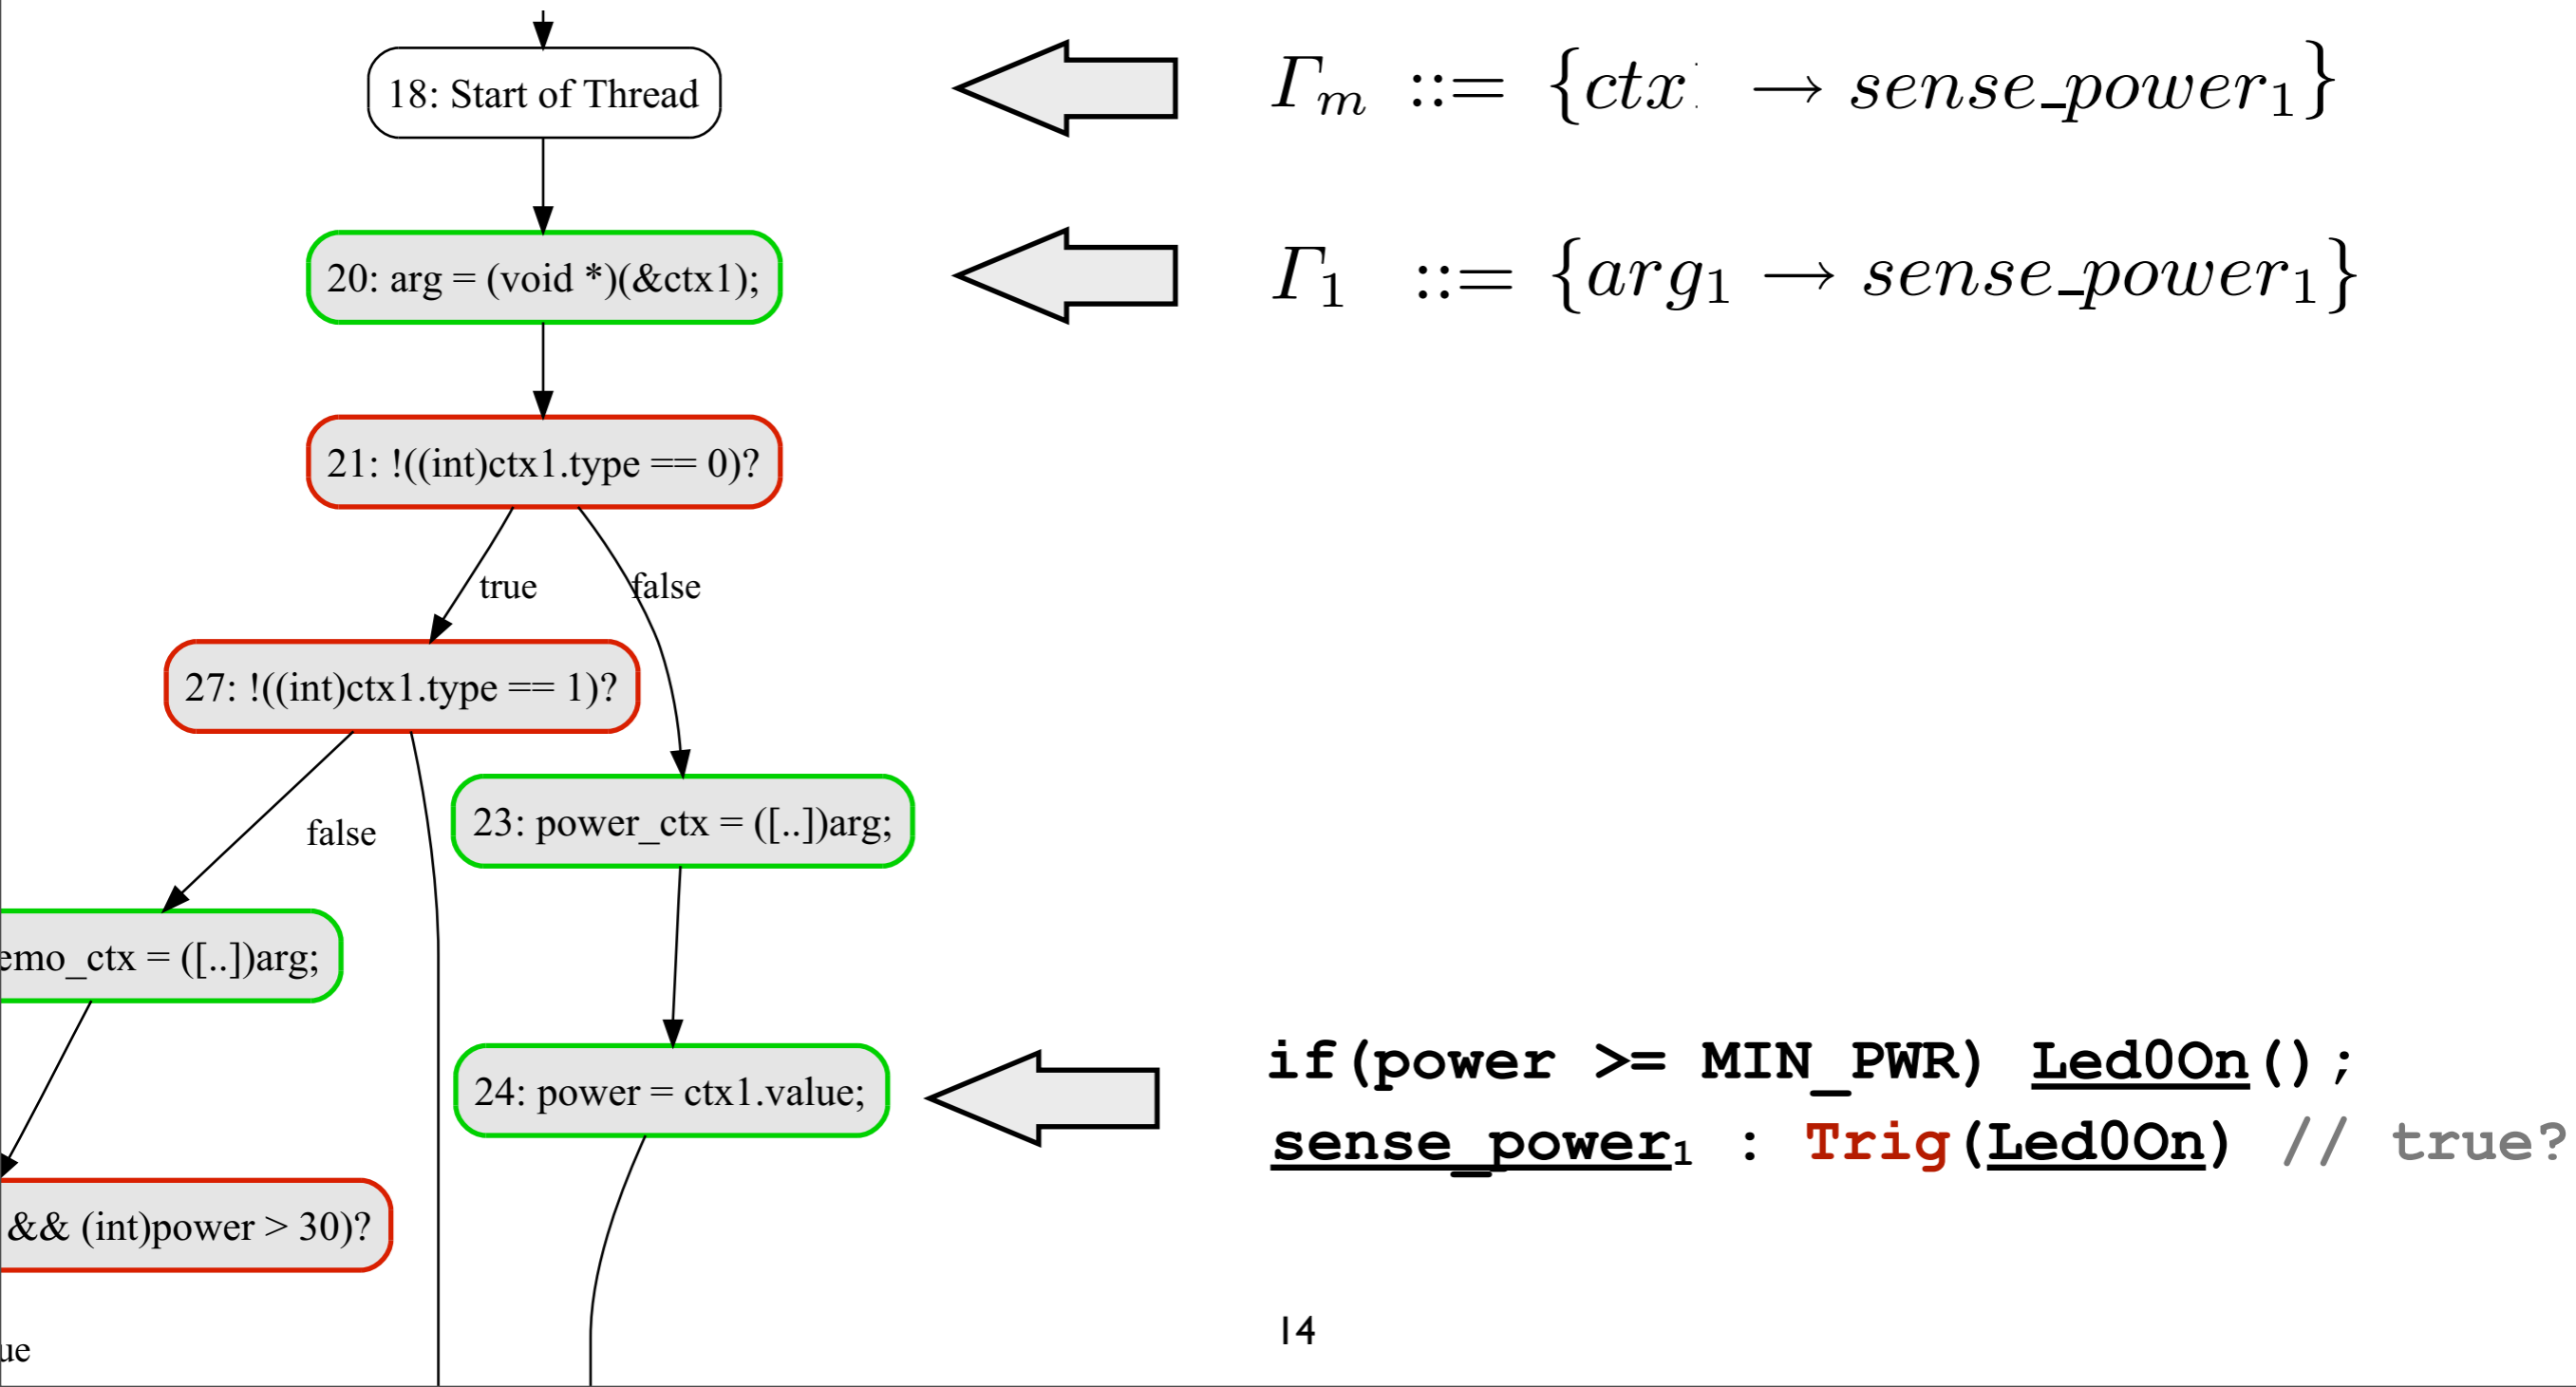 18: Start of Thread
Γm ::= {ctx → sense_power1}
20: arg = (void *)(&ctx1);
Γ1 ::= {arg1 → sense_power1}
21: !((int)ctx1.type == 0)?
true
false
27: !((int)ctx1.type == 1)?
false
23: power_ctx = ([..])arg;
emo_ctx = ([..])arg;
24: power = ctx1.value;
if(power >= MIN_PWR) Led0On();
sense_power1 : Trig(Led0On) // true?
&& (int)power > 30)?
ue
14